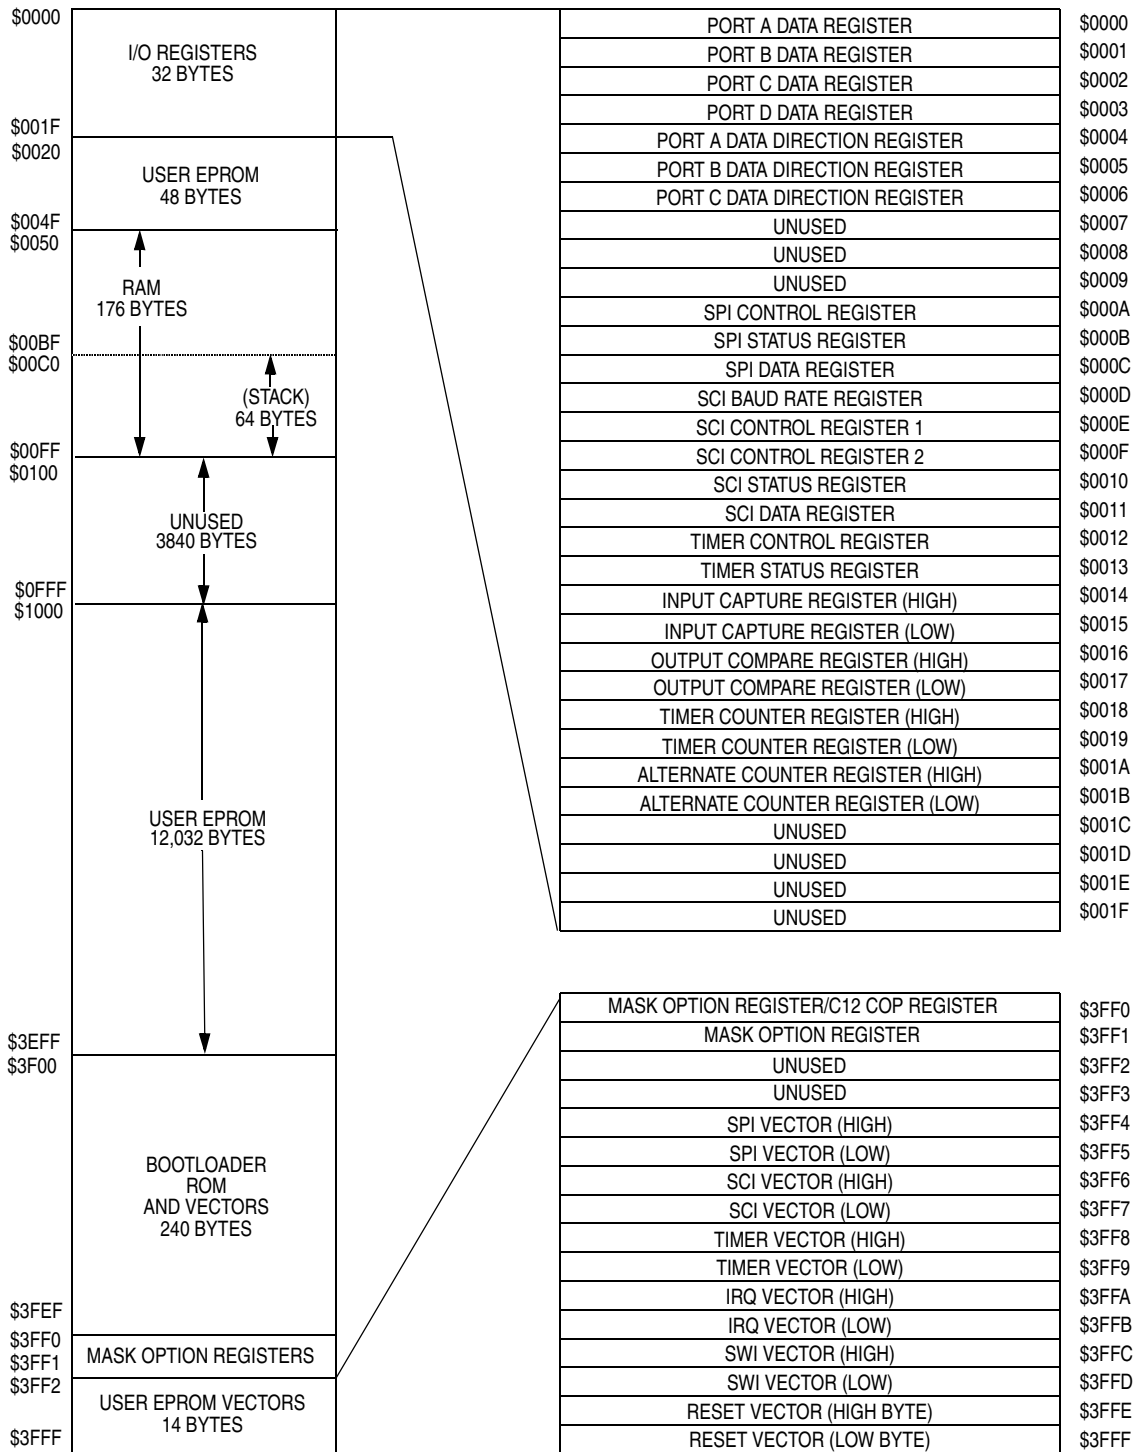 $0000
I/O REGISTERS
32 BYTES
$001F
$0020
USER EPROM
48 BYTES
$004F
$0050
RAM
176 BYTES
$00BF
$00C0
(STACK)
64 BYTES
$00FF
$0100
UNUSED
3840 BYTES
$0FFF
$1000
USER EPROM
12,032 BYTES
$3EFF
$3F00
BOOTLOADER
ROM
AND VECTORS
240 BYTES
$3FEF
$3FF0
$3FF1
MASK OPTION REGISTERS
$3FF2
USER EPROM VECTORS
14 BYTES
$3FFF
PORT A DATA REGISTER $0000
PORT B DATA REGISTER $0001
PORT C DATA REGISTER $0002
PORT D DATA REGISTER $0003
PORT A DATA DIRECTION REGISTER $0004
PORT B DATA DIRECTION REGISTER $0005
PORT C DATA DIRECTION REGISTER $0006
UNUSED $0007
UNUSED $0008
UNUSED $0009
SPI CONTROL REGISTER $000A
SPI STATUS REGISTER $000B
SPI DATA REGISTER $000C
SCI BAUD RATE REGISTER $000D
SCI CONTROL REGISTER 1 $000E
SCI CONTROL REGISTER 2 $000F
SCI STATUS REGISTER $0010
SCI DATA REGISTER $0011
TIMER CONTROL REGISTER $0012
TIMER STATUS REGISTER $0013
INPUT CAPTURE REGISTER (HIGH) $0014
INPUT CAPTURE REGISTER (LOW) $0015
OUTPUT COMPARE REGISTER (HIGH) $0016
OUTPUT COMPARE REGISTER (LOW) $0017
TIMER COUNTER REGISTER (HIGH) $0018
TIMER COUNTER REGISTER (LOW) $0019
ALTERNATE COUNTER REGISTER (HIGH) $001A
ALTERNATE COUNTER REGISTER (LOW) $001B
UNUSED $001C
UNUSED $001D
UNUSED $001E
UNUSED $001F
MASK OPTION REGISTER/C12 COP REGISTER $3FF0
MASK OPTION REGISTER $3FF1
UNUSED $3FF2
UNUSED $3FF3
SPI VECTOR (HIGH) $3FF4
SPI VECTOR (LOW) $3FF5
SCI VECTOR (HIGH) $3FF6
SCI VECTOR (LOW) $3FF7
TIMER VECTOR (HIGH) $3FF8
TIMER VECTOR (LOW) $3FF9
IRQ VECTOR (HIGH) $3FFA
IRQ VECTOR (LOW) $3FFB
SWI VECTOR (HIGH) $3FFC
SWI VECTOR (LOW) $3FFD
RESET VECTOR (HIGH BYTE) $3FFE
RESET VECTOR (LOW BYTE) $3FFF